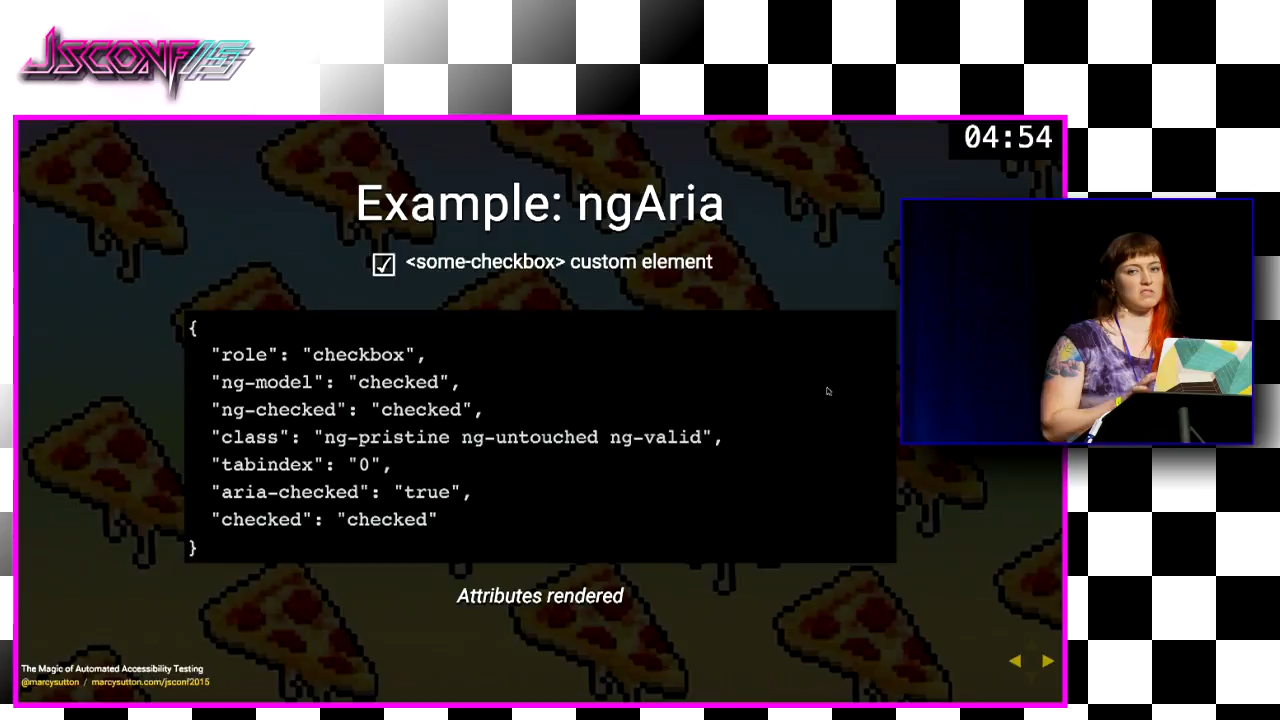 JSCONF15
04:54
Example: ngAria
<some-checkbox> custom element
{
"role": "checkbox",
"ng-model": "checked",
"ng-checked": "checked",
"class": "ng-pristine ng-untouched ng-valid",
"tabindex": "0",
"aria-checked": "true",
"checked": "checked"
}
Attributes rendered
The Magic of Automated Accessibility Testing
@marcysutton / marcysutton.com/jsconf2015